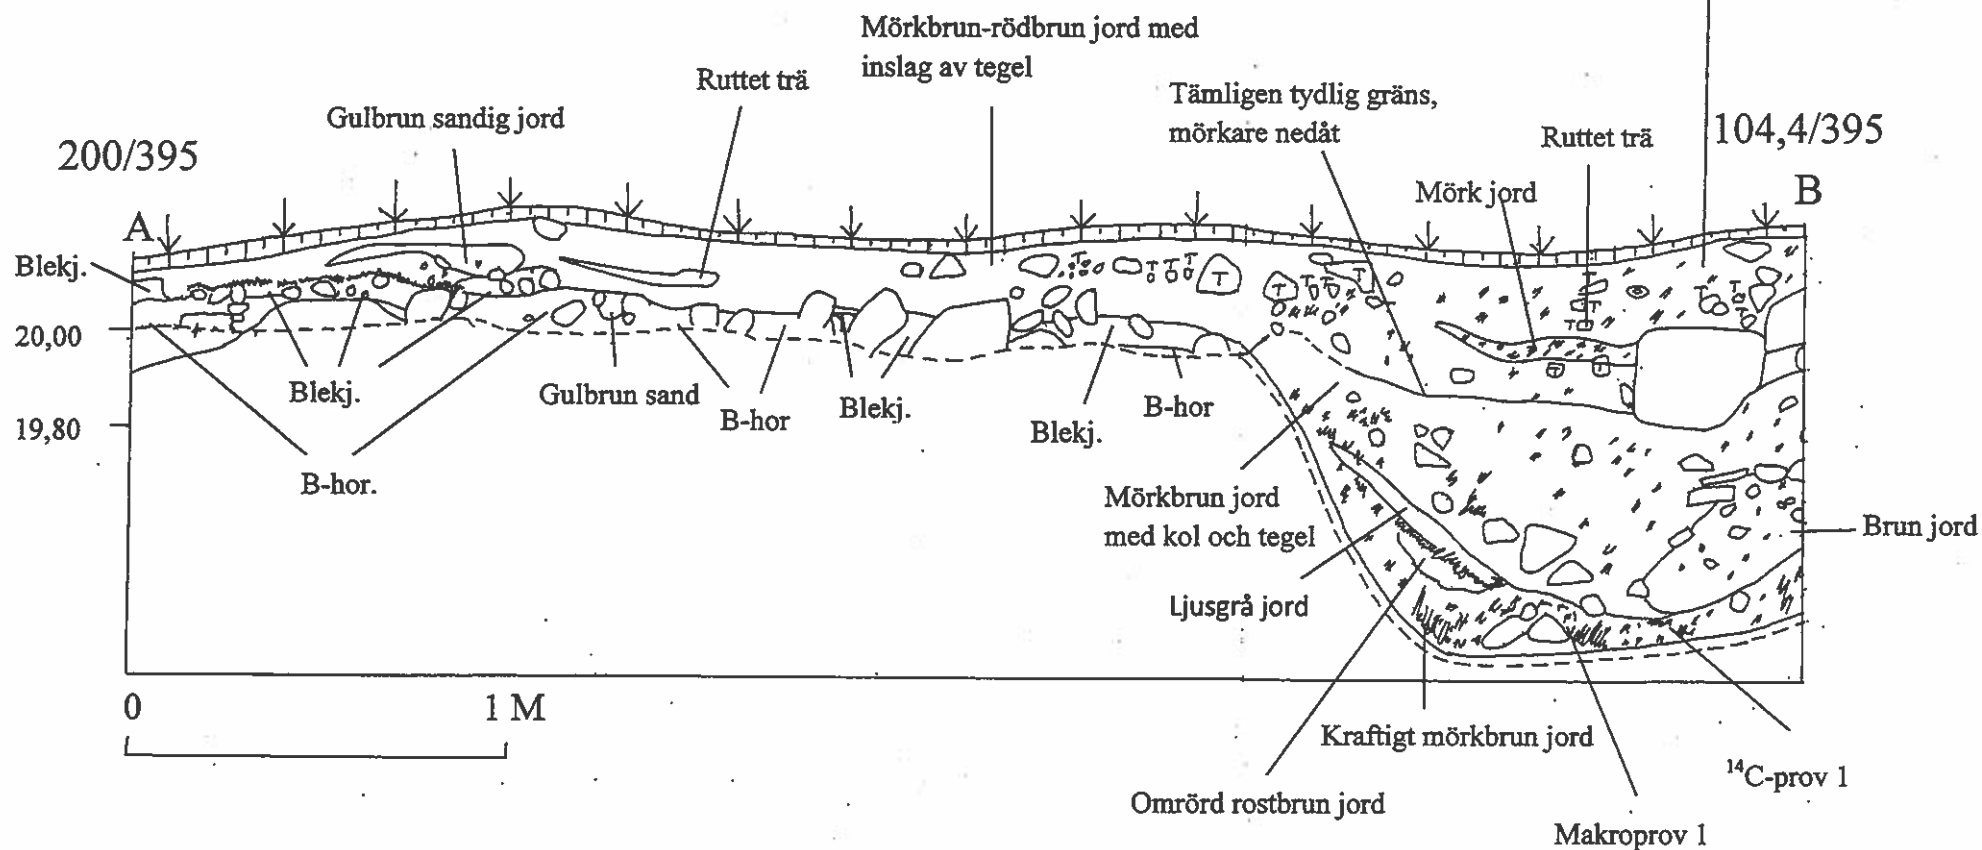 Mörkbrun-rödbrun jord med
inslag av tegel
Ruttet trä
Gulbrun sandig jord
Tämligen tydlig gräns,
mörkare nedåt
Ruttet trä
104,4/395
200/395
Mörk jord
B
A
Blekj.
20,00
19,80
Blekj.
B-hor.
Gulbrun sand
B-hor
Blekj.
Blekj.
B-hor
T T T T T
Mörkbrun jord
med kol och tegel
Ljusgrå jord
Brun jord
0
1 M
Kraftigt mörkbrun jord
Omrörd rostbrun jord
¹⁴C-prov 1
Makroprov 1